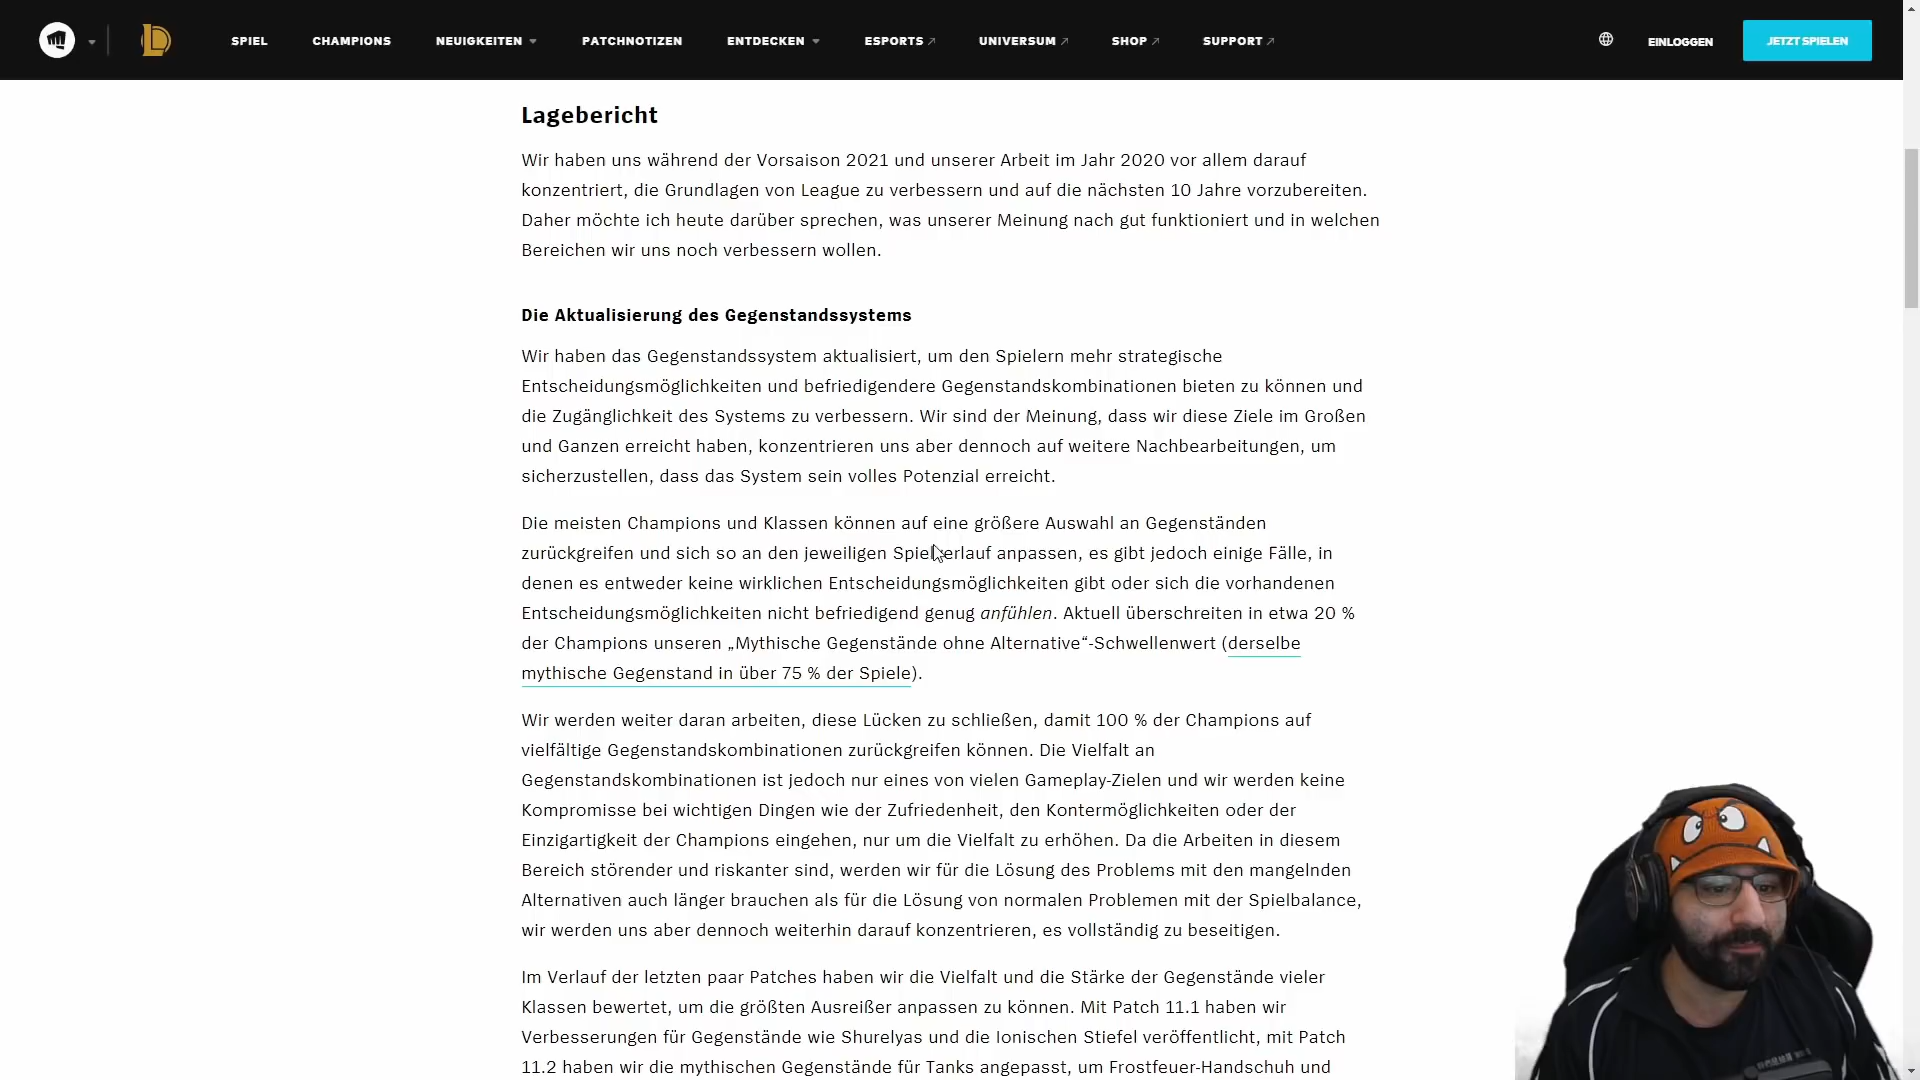 SPIEL CHAMPIONS NEUIGKEITEN PATCHNOTIZEN ENTDECKEN ESPORTS UNIVERSUM SHOP SUPPORT EINLOGGEN JETZT SPIELEN
Lagebericht
Wir haben uns während der Vorsaison 2021 und unserer Arbeit im Jahr 2020 vor allem darauf
konzentriert, die Grundlagen von League zu verbessern und auf die nächsten 10 Jahre vorzubereiten.
Daher möchte ich heute darüber sprechen, was unserer Meinung nach gut funktioniert und in welchen
Bereichen wir uns noch verbessern wollen.
Die Aktualisierung des Gegenstandssystems
Wir haben das Gegenstandssystem aktualisiert, um den Spielern mehr strategische
Entscheidungsmöglichkeiten und befriedigendere Gegenstandskombinationen bieten zu können und
die Zugänglichkeit des Systems zu verbessern. Wir sind der Meinung, dass wir diese Ziele im Großen
und Ganzen erreicht haben, konzentrieren uns aber dennoch auf weitere Nachbearbeitungen, um
sicherzustellen, dass das System sein volles Potenzial erreicht.
Die meisten Champions und Klassen können auf eine größere Auswahl an Gegenständen
zurückgreifen und sich so an den jeweiligen Spielverlauf anpassen, es gibt jedoch einige Fälle, in
denen es entweder keine wirklichen Entscheidungsmöglichkeiten gibt oder sich die vorhandenen
Entscheidungsmöglichkeiten nicht befriedigend genug anfühlen. Aktuell überschreiten in etwa 20 %
der Champions unseren „Mythische Gegenstände ohne Alternative“-Schwellenwert (derselbe
mythische Gegenstand in über 75 % der Spiele).
Wir werden weiter daran arbeiten, diese Lücken zu schließen, damit 100 % der Champions auf
vielfältige Gegenstandskombinationen zurückgreifen können. Die Vielfalt an
Gegenstandskombinationen ist jedoch nur eines von vielen Gameplay-Zielen und wir werden keine
Kompromisse bei wichtigen Dingen wie der Zufriedenheit, den Kontermöglichkeiten oder der
Einzigartigkeit der Champions eingehen, nur um die Vielfalt zu erhöhen. Da die Arbeiten in diesem
Bereich störender und riskanter sind, werden wir für die Lösung des Problems mit den mangelnden
Alternativen auch länger brauchen als für die Lösung von normalen Problemen mit der Spielbalance,
wir werden uns aber dennoch weiterhin darauf konzentrieren, es vollständig zu beseitigen.
Im Verlauf der letzten paar Patches haben wir die Vielfalt und die Stärke der Gegenstände vieler
Klassen bewertet, um die größten Ausreißer anpassen zu können. Mit Patch 11.1 haben wir
Verbesserungen für Gegenstände wie Shurelyas und die Ionischen Stiefel veröffentlicht, mit Patch
11.2 haben wir die mythischen Gegenstände für Tanks angepasst, um Frostfeuer-Handschuh und